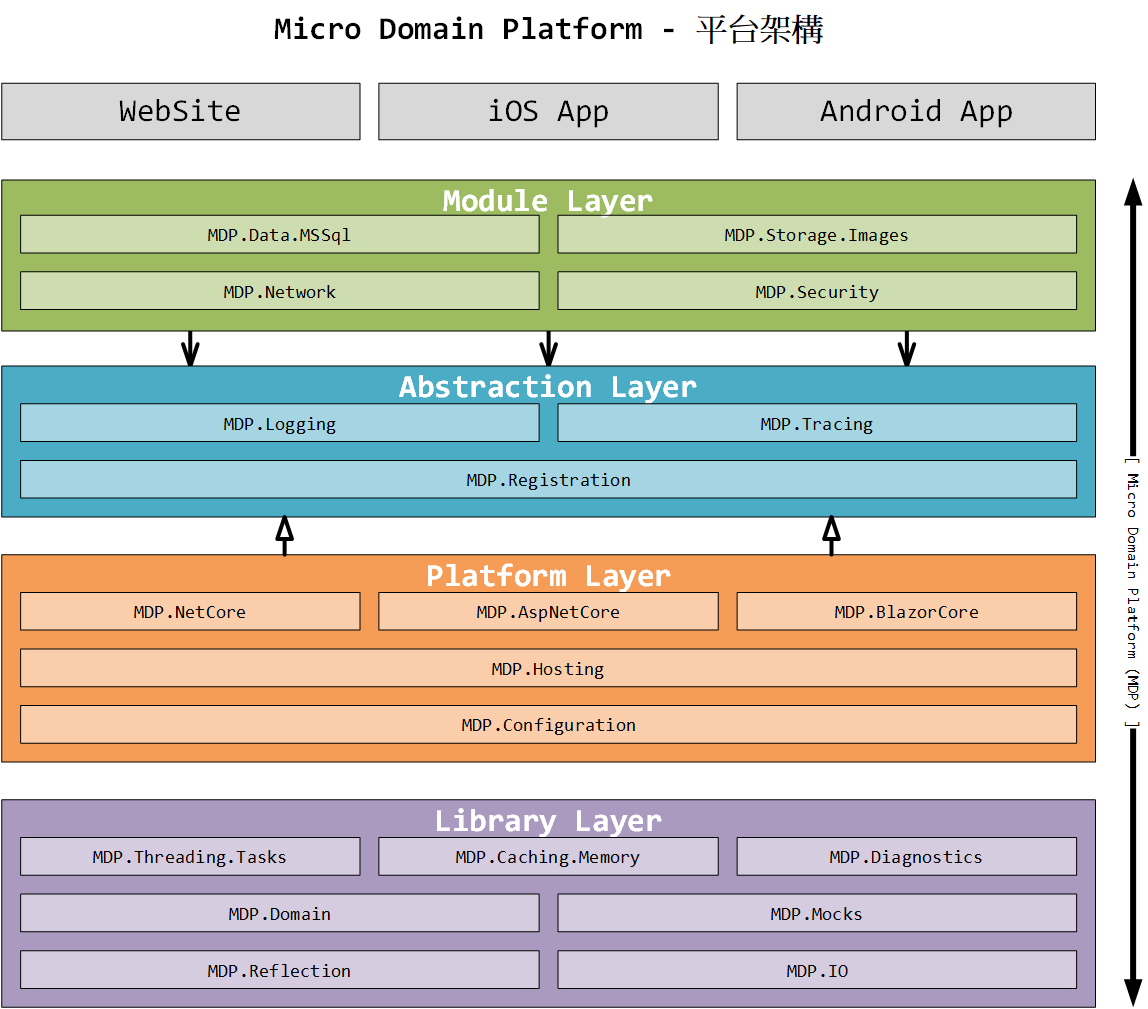 Micro Domain Platform - 平台架構
WebSite
iOS App
Android App
Module Layer
MDP.Data.MSSql
MDP.Storage.Images
MDP.Network
MDP.Security
Abstraction Layer
MDP.Logging
MDP.Tracing
MDP.Registration
Platform Layer
MDP.NetCore
MDP.AspNetCore
MDP.BlazorCore
MDP.Hosting
MDP.Configuration
Library Layer
MDP.Threading.Tasks
MDP.Caching.Memory
MDP.Diagnostics
MDP.Domain
MDP.Mocks
MDP.Reflection
MDP.IO
[ Micro Domain Platform (MDP) ]